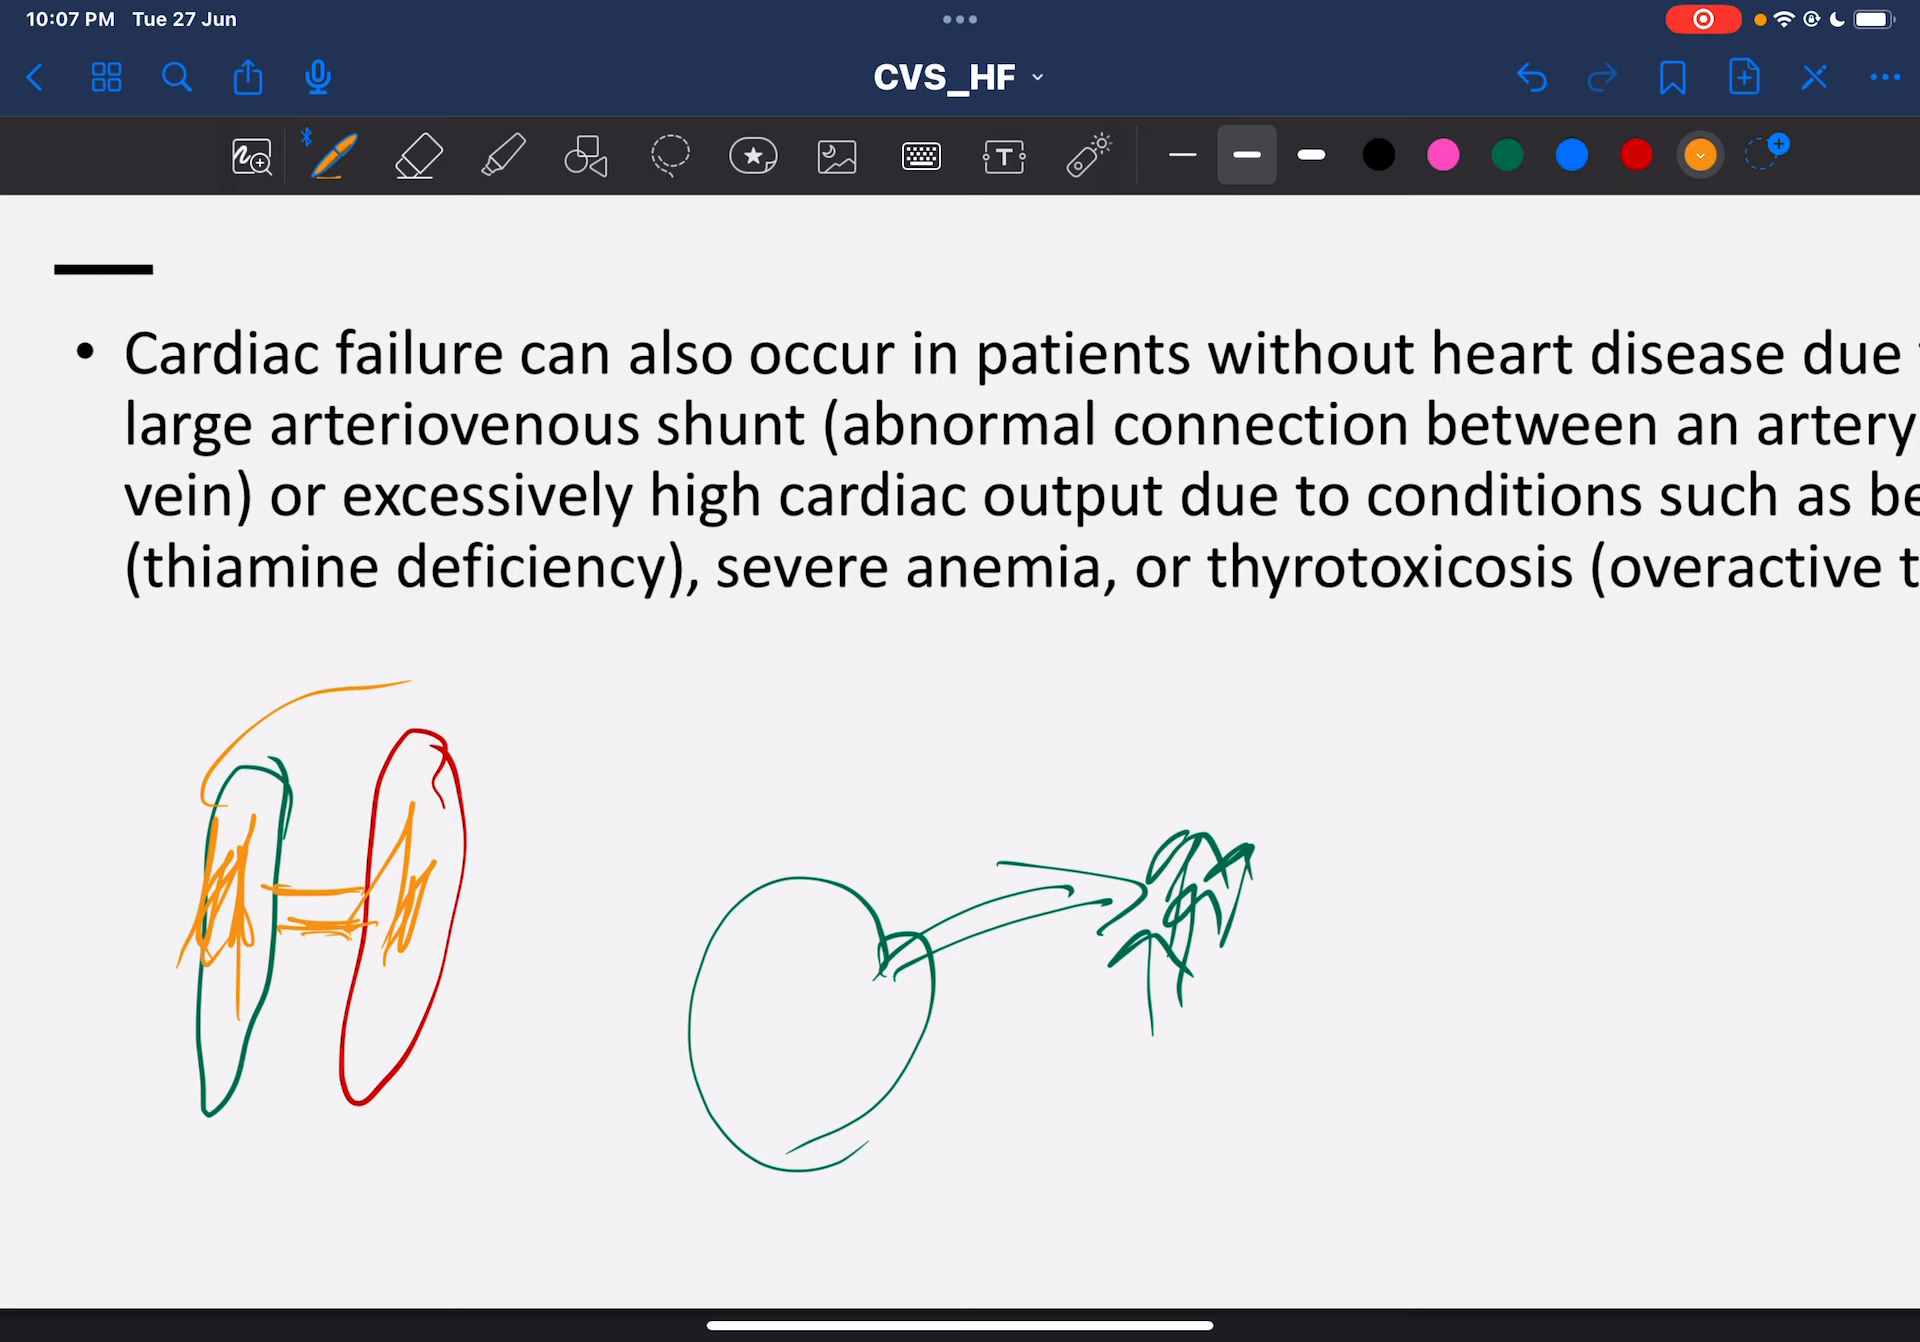 10:07 PM Tue 27 Jun
CVS_HF
T
• Cardiac failure can also occur in patients without heart disease due
large arteriovenous shunt (abnormal connection between an artery
vein) or excessively high cardiac output due to conditions such as be
(thiamine deficiency), severe anemia, or thyrotoxicosis (overactive t